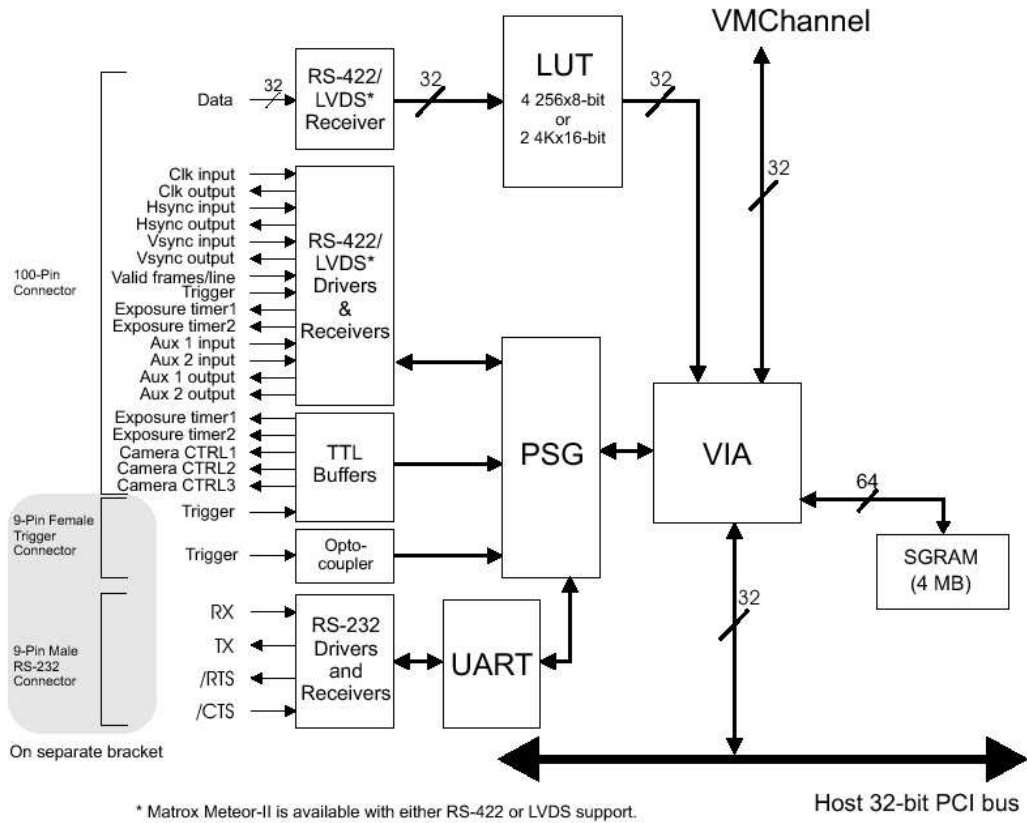 VMChannel
RS-422/
LVDS*
Receiver
LUT
4 256x8-bit
or
2 4Kx16-bit
Data
32
32
32
32
Clk input
Clk output
Hsync input
Hsync output
Vsync input
Vsync output
Valid frames/line
Trigger
Exposure timer1
Exposure timer2
Aux 1 input
Aux 2 input
Aux 1 output
Aux 2 output
RS-422/
LVDS*
Drivers
&
Receivers
100-Pin
Connector
Exposure timer1
Exposure timer2
Camera CTRL1
Camera CTRL2
Camera CTRL3
Trigger
TTL
Buffers
PSG
VIA
64
SGRAM
(4 MB)
9-Pin Female
Trigger
Connector
Trigger
Opto-
coupler
RX
TX
/RTS
/CTS
RS-232
Drivers
and
Receivers
UART
32
9-Pin Male
RS-232
Connector
On separate bracket
Host 32-bit PCI bus
* Matrox Meteor-II is available with either RS-422 or LVDS support.